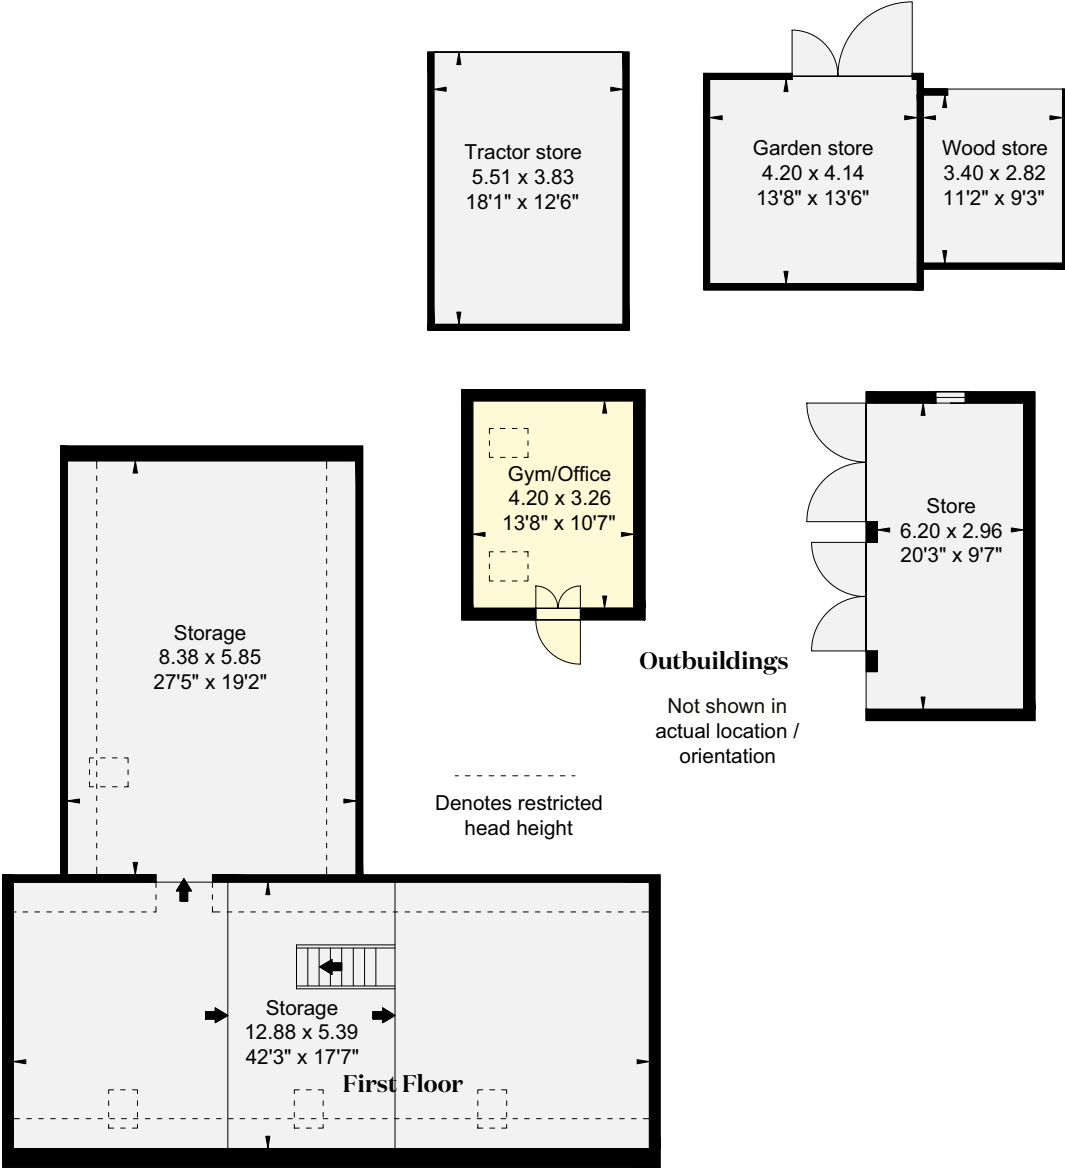 Tractor store
5.51 x 3.83
18'1" x 12'6"
Garden store
4.20 x 4.14
13'8" x 13'6"
Wood store
3.40 x 2.82
11'2" x 9'3"
Gym/Office
4.20 x 3.26
13'8" x 10'7"
Store
6.20 x 2.96
20'3" x 9'7"
Storage
8.38 x 5.85
27'5" x 19'2"
Outbuildings
Not shown in
actual location /
orientation
Denotes restricted
head height
Storage
12.88 x 5.39
42'3" x 17'7"
First Floor